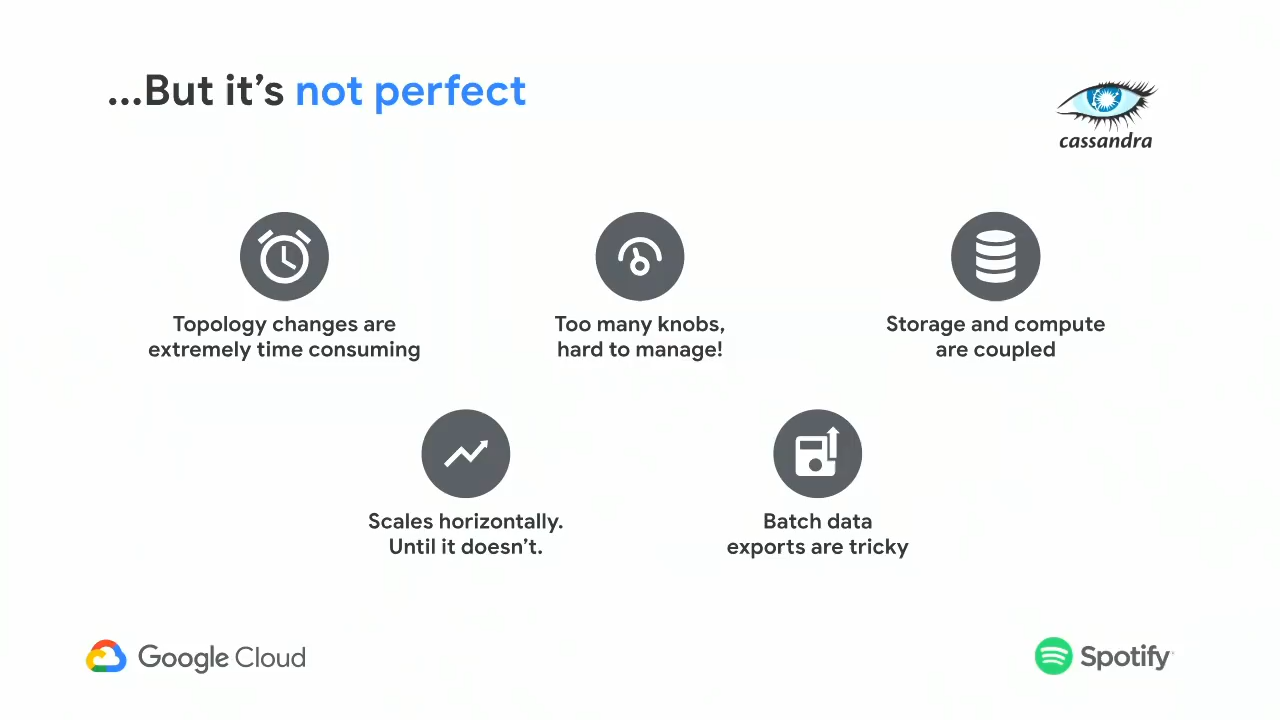 ...But it's not perfect
cassandra
Topology changes are
extremely time consuming
Too many knobs,
hard to manage!
Storage and compute
are coupled
Scales horizontally.
Until it doesn't.
Batch data
exports are tricky
Google Cloud
Spotify